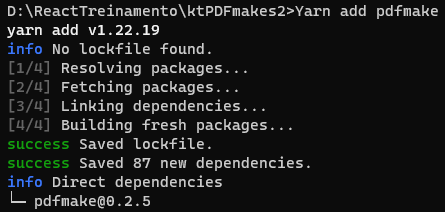 D:\ReactTreinamento\ktPDFmakes2>Yarn add pdfmake
yarn add v1.22.19
info No lockfile found.
[1/4] Resolving packages...
[2/4] Fetching packages...
[3/4] Linking dependencies...
[4/4] Building fresh packages...
success Saved lockfile.
success Saved 87 new dependencies.
info Direct dependencies
└─ pdfmake@0.2.5